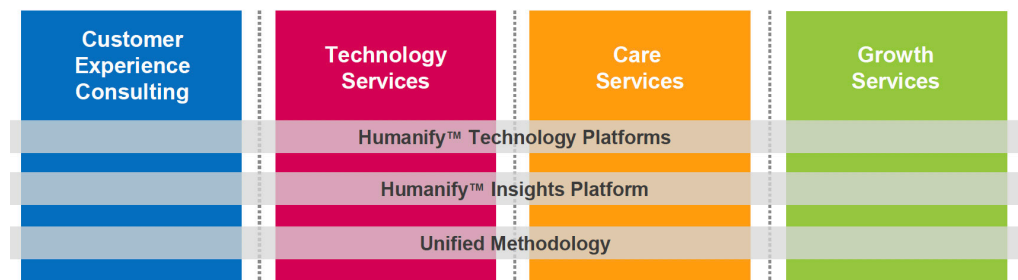 Customer
Experience
Consulting
Technology
Services
Care
Services
Growth
Services
Humanify™ Technology Platforms
Humanify™ Insights Platform
Unified Methodology